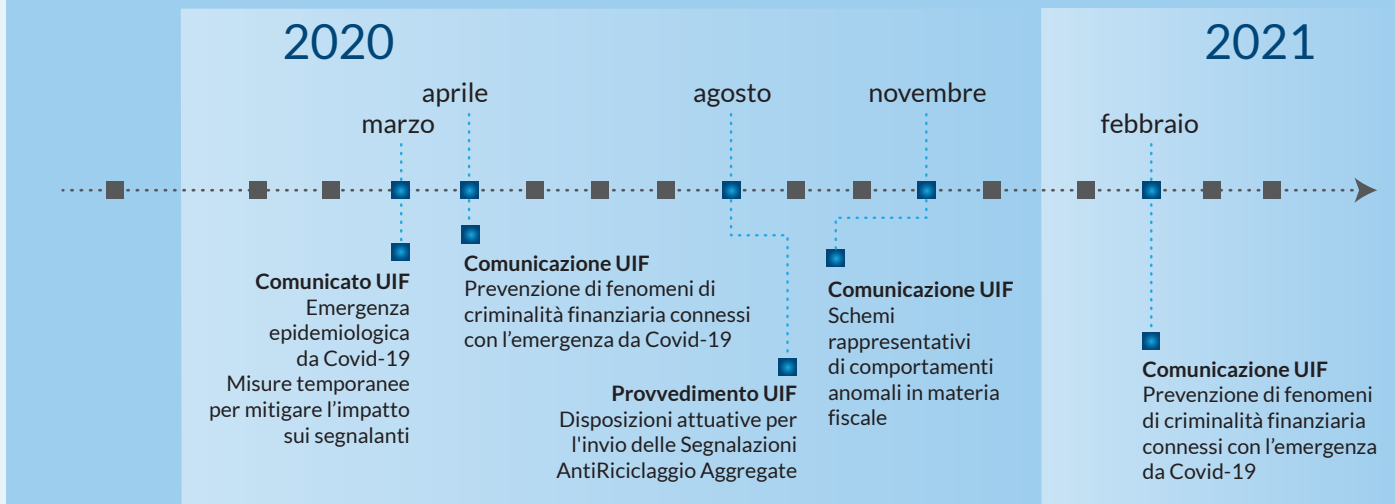 2020
2021
aprile
agosto
novembre
marzo
febbraio
Comunicato UIF
Emergenza
epidemiologica
da Covid-19
Misure temporanee
per mitigare l'impatto
sui segnalanti
Comunicazione UIF
Prevenzione di fenomeni di
criminalità finanziaria connessi
con l'emergenza da Covid-19
Provvedimento UIF
Disposizioni attuative per
l'invio delle Segnalazioni
AntiRiciclaggio Aggregate
Comunicazione UIF
Schemi
rappresentativi
di comportamenti
anomali in materia
fiscale
Comunicazione UIF
Prevenzione di fenomeni
di criminalità finanziaria
connessi con l'emergenza
da Covid-19